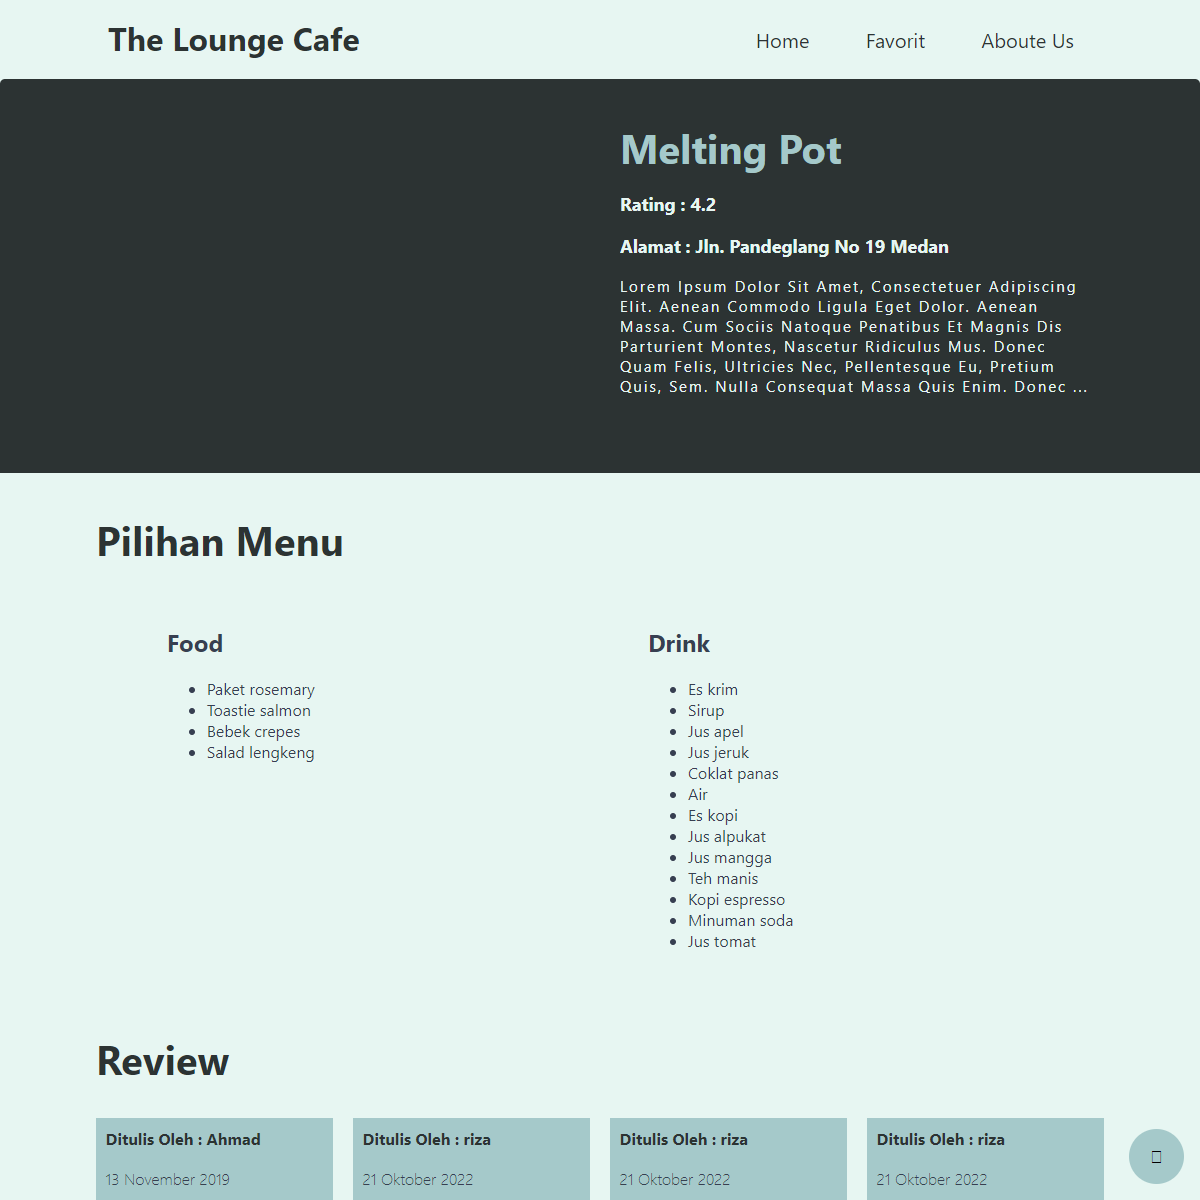 The Lounge Cafe
Home
Favorit
Aboute Us
Melting Pot
Rating : 4.2
Alamat : Jln. Pandeglang No 19 Medan
Lorem Ipsum Dolor Sit Amet, Consectetuer Adipiscing
Elit. Aenean Commodo Ligula Eget Dolor. Aenean
Massa. Cum Sociis Natoque Penatibus Et Magnis Dis
Parturient Montes, Nascetur Ridiculus Mus. Donec
Quam Felis, Ultricies Nec, Pellentesque Eu, Pretium
Quis, Sem. Nulla Consequat Massa Quis Enim. Donec ...
Pilihan Menu
Food
Paket rosemary
Toastie salmon
Bebek crepes
Salad lengkeng
Drink
Es krim
Sirup
Jus apel
Jus jeruk
Coklat panas
Air
Es kopi
Jus alpukat
Jus mangga
Teh manis
Kopi espresso
Minuman soda
Jus tomat
Review
Ditulis Oleh : Ahmad
13 November 2019
Ditulis Oleh : riza
21 Oktober 2022
Ditulis Oleh : riza
21 Oktober 2022
Ditulis Oleh : riza
21 Oktober 2022